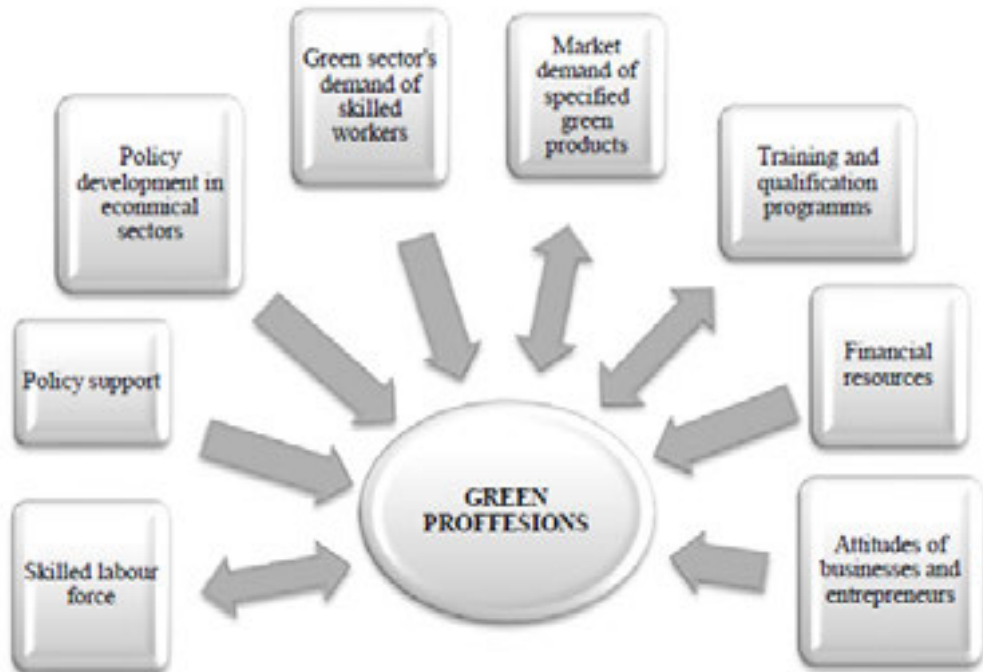 Green sector's
demand of
skilled
workers
Market
demand of
specified
green
products
Policy
development in
econmical
sectors
Training and
qualification
programms
Policy support
Financial
resources
GREEN
PROFFESIONS
Skilled labour
force
Attitudes of
businesses and
entrepreneurs